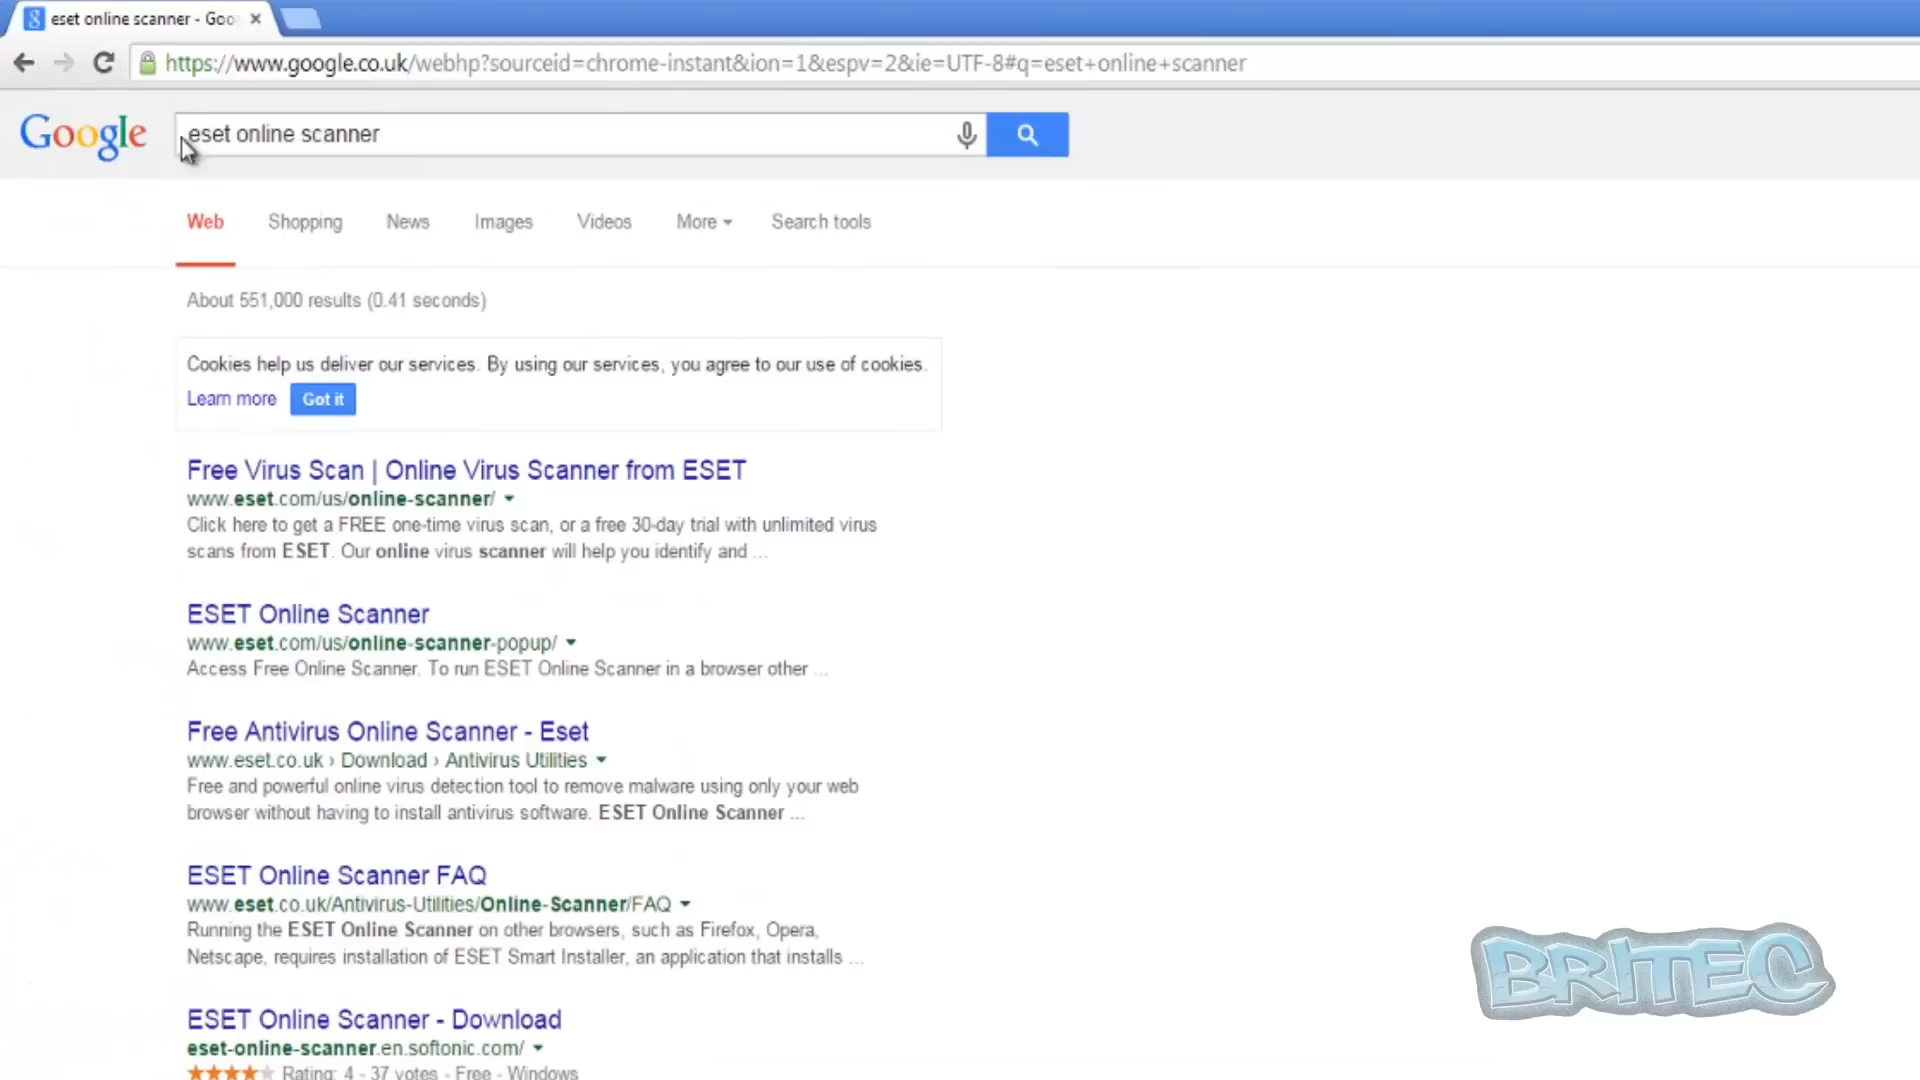 eset online scanner - Goo
https://www.google.co.uk/webhp?sourceid=chrome-instant&ion=1&espv=2&ie=UTF-8#q=eset+online+scanner
Google
eset online scanner
Web Shopping News Images Videos More Search tools
About 551,000 results (0.41 seconds)
Cookies help us deliver our services. By using our services, you agree to our use of cookies.
Learn more Got it
Free Virus Scan | Online Virus Scanner from ESET
www.eset.com/us/online-scanner/
Click here to get a FREE one-time virus scan, or a free 30-day trial with unlimited virus
scans from ESET. Our online virus scanner will help you identify and ...
ESET Online Scanner
www.eset.com/us/online-scanner-popup/
Access Free Online Scanner. To run ESET Online Scanner in a browser other ...
Free Antivirus Online Scanner - Eset
www.eset.co.uk › Download › Antivirus Utilities
Free and powerful online virus detection tool to remove malware using only your web
browser without having to install antivirus software. ESET Online Scanner ...
ESET Online Scanner FAQ
www.eset.co.uk/Antivirus-Utilities/Online-Scanner/FAQ
Running the ESET Online Scanner on other browsers, such as Firefox, Opera,
Netscape, requires installation of ESET Smart Installer, an application that installs ...
BRITEC
ESET Online Scanner - Download
eset-online-scanner.en.softonic.com/
Rating: 4 - 37 votes - Free - Windows